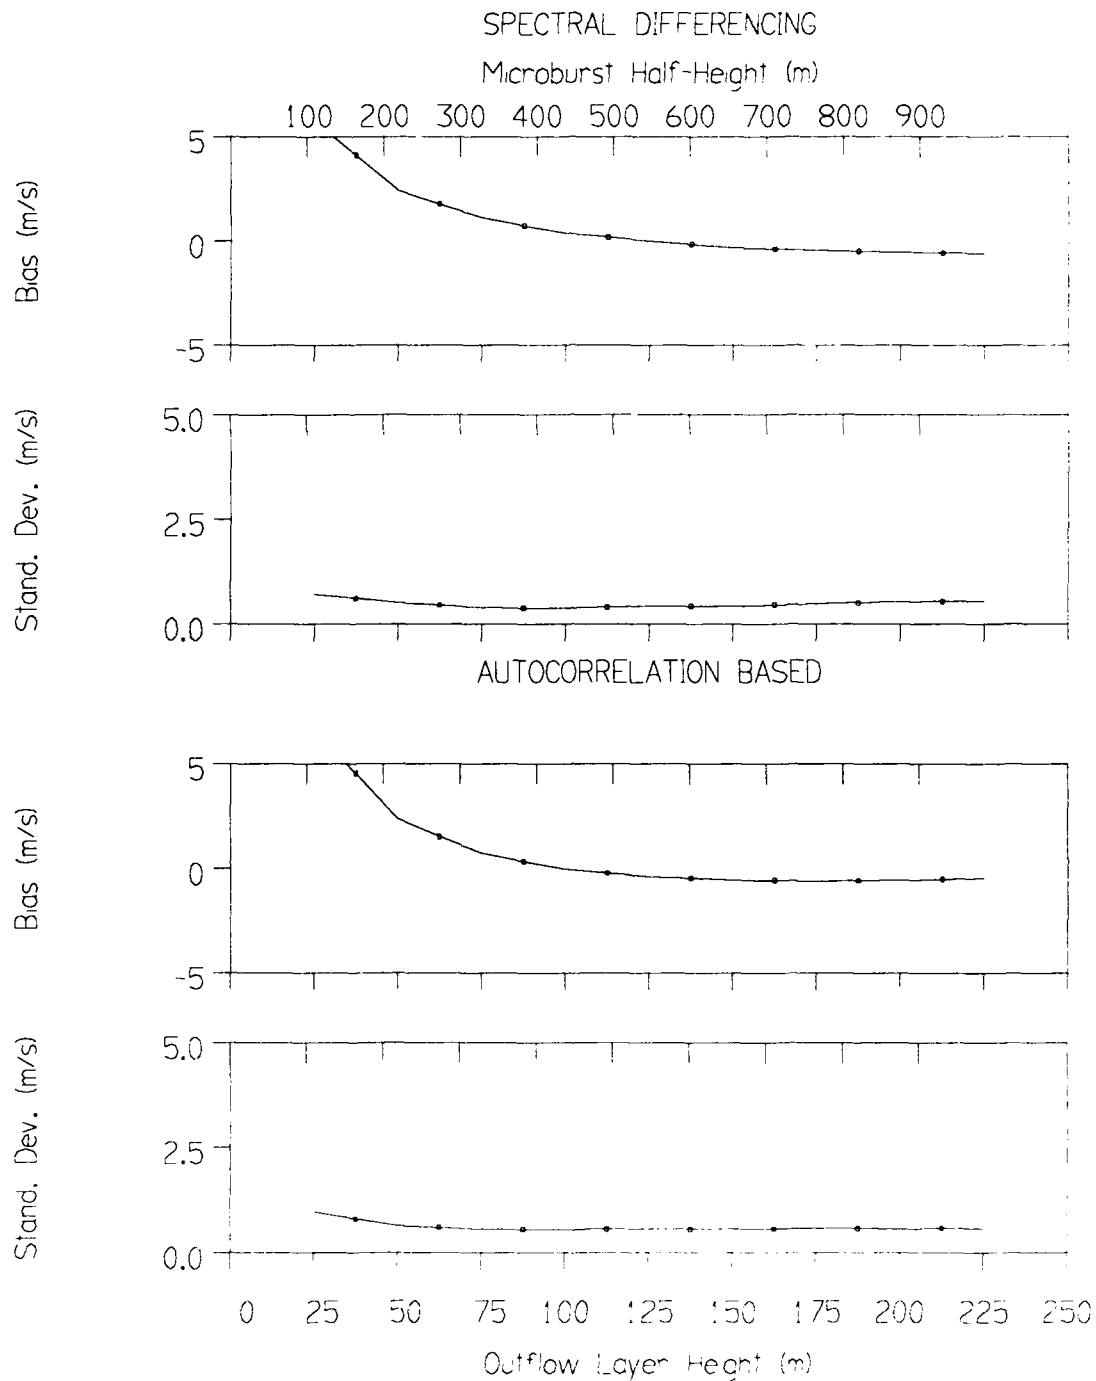 SPECTRAL DIFFERENCING
Microburst Half-Height (m)
100 200 300 400 500 600 700 800 900
5
Bias (m/s)
0
-5
5.0
Stand. Dev. (m/s)
2.5
0.0
AUTOCORRELATION BASED
5
Bias (m/s)
0
-5
5.0
Stand. Dev. (m/s)
2.5
0.0
0 25 50 75 100 125 150 175 200 225 250
Outflow Layer Height (m)